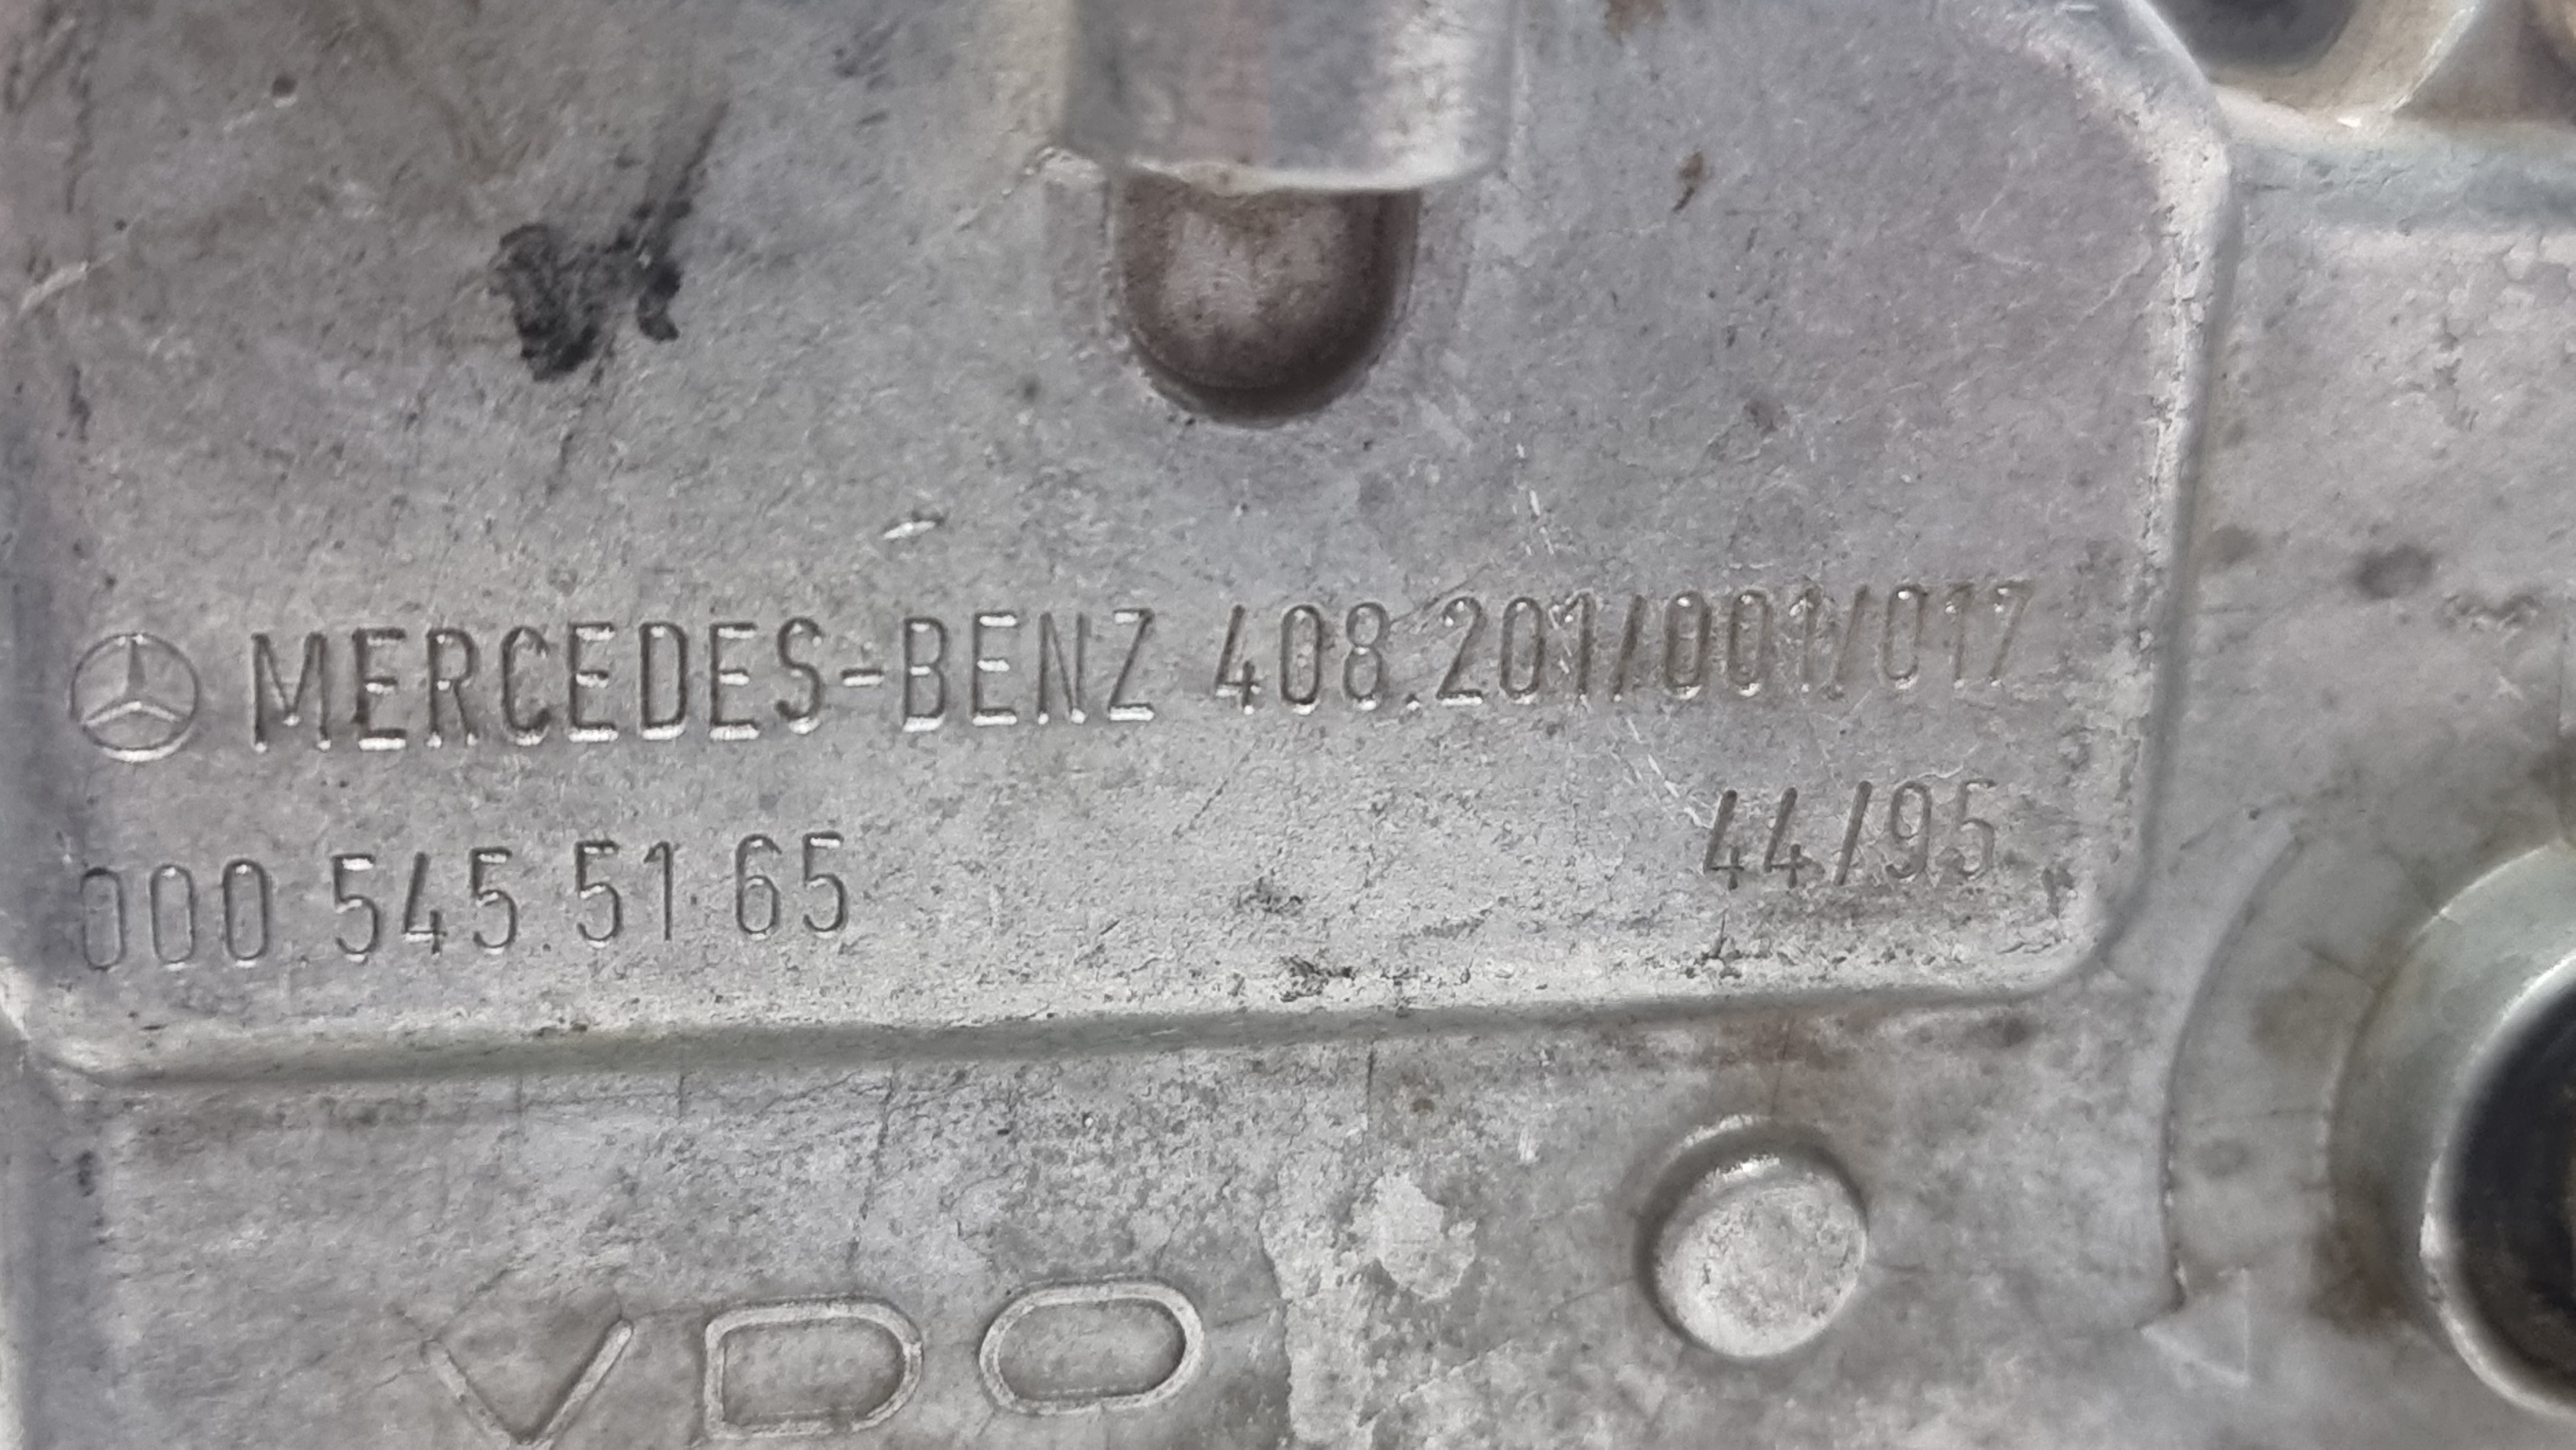 MERCEDES-BENZ 408.201/001/017
44/95
000 545 51 65
VDO